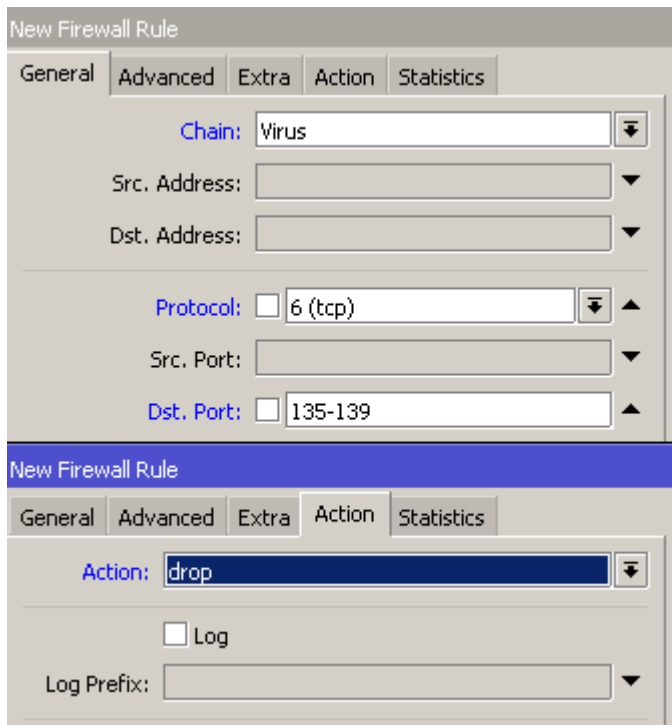 New Firewall Rule
General Advanced Extra Action Statistics
Chain: Virus
Src. Address:
Dst. Address:
Protocol: 6 (tcp)
Src. Port:
Dst. Port: 135-139
New Firewall Rule
General Advanced Extra Action Statistics
Action: drop
Log
Log Prefix: